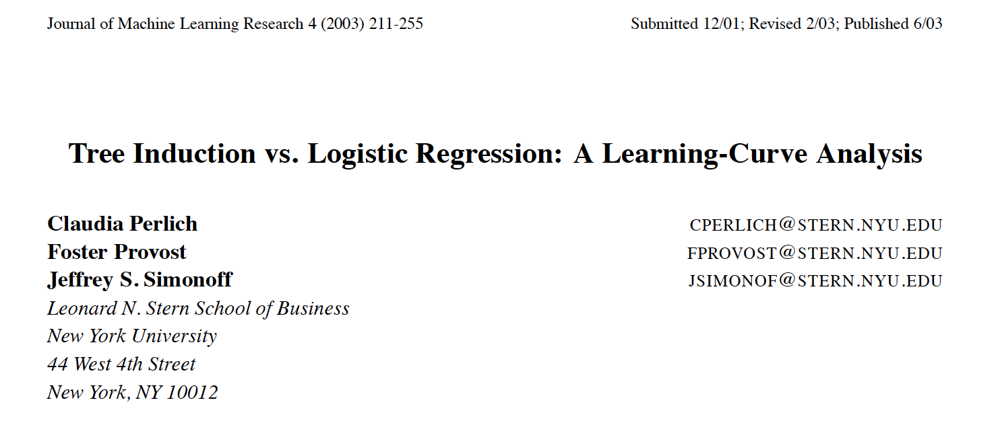 Journal of Machine Learning Research 4 (2003) 211-255 Submitted 12/01; Revised 2/03; Published 6/03
Tree Induction vs. Logistic Regression: A Learning-Curve Analysis
Claudia Perlich CPERLICH@STERN.NYU.EDU
Foster Provost FPROVOST@STERN.NYU.EDU
Jeffrey S. Simonoff JSIMONOF@STERN.NYU.EDU
Leonard N. Stern School of Business
New York University
44 West 4th Street
New York, NY 10012